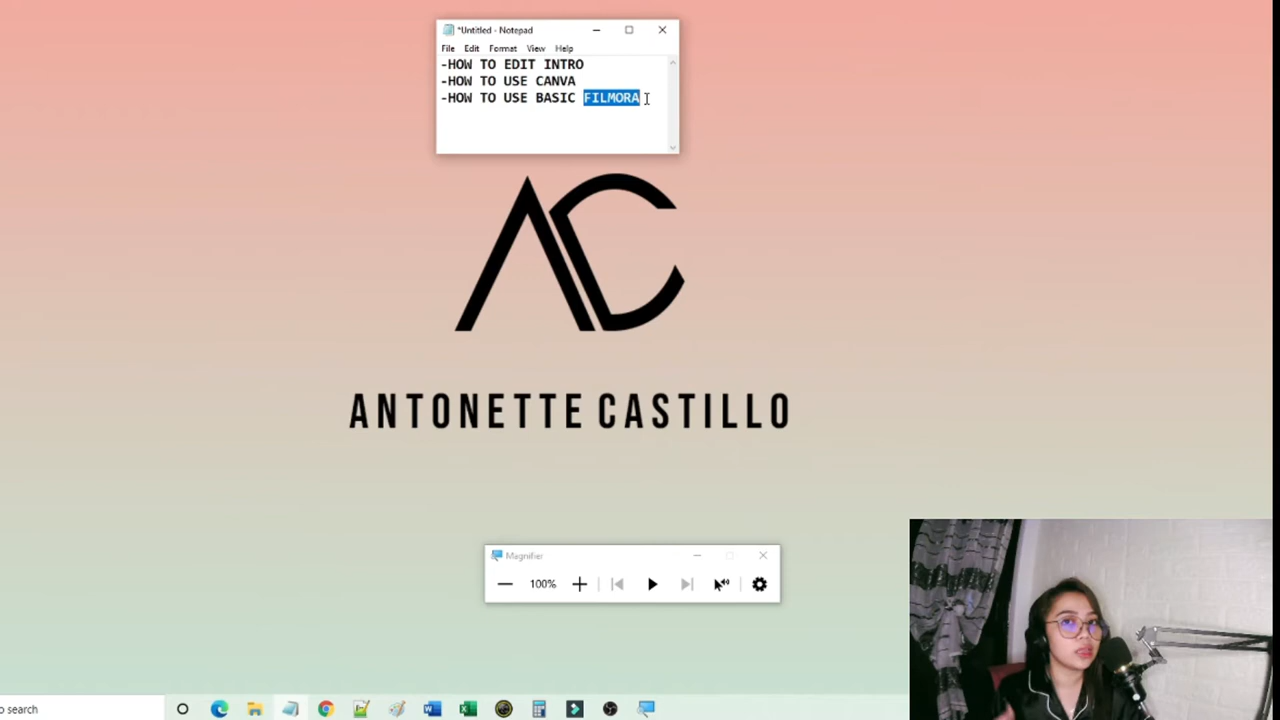 *Untitled - Notepad
File Edit Format View Help
-HOW TO EDIT INTRO
-HOW TO USE CANVA
-HOW TO USE BASIC FILMORA
AC
ANTONETTE CASTILLO
Magnifier
100%
o search